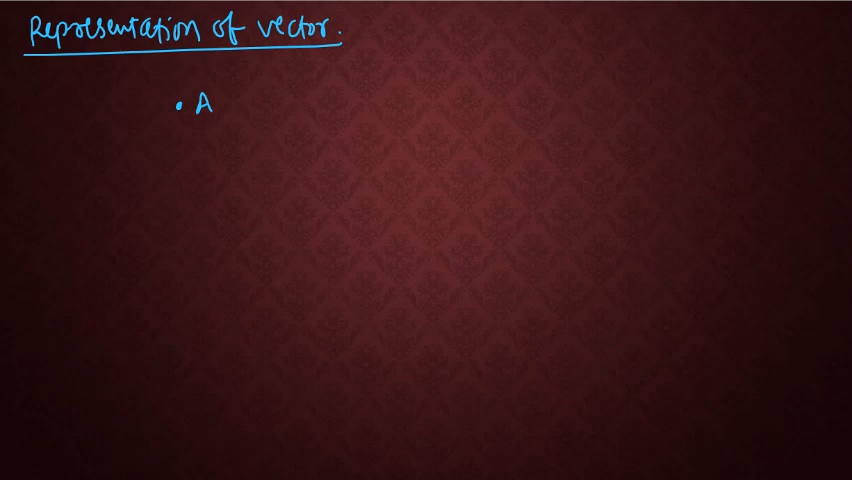 Representation of vector.
• A